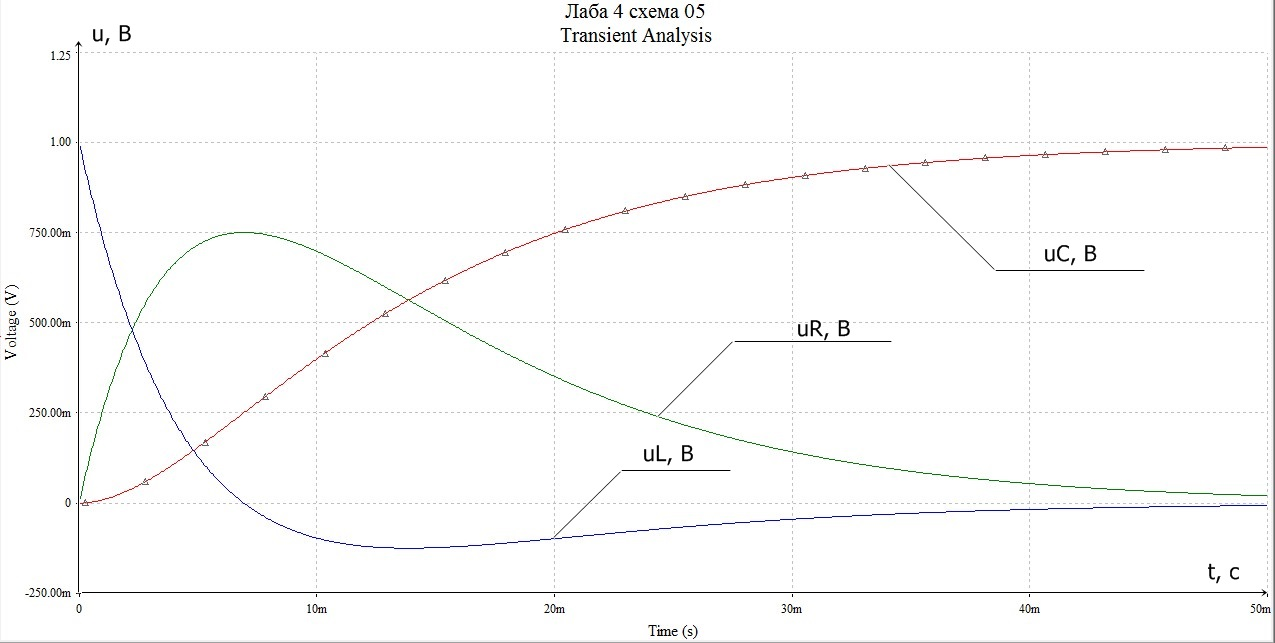 Лаба 4 схема 05
Transient Analysis
u, В
1.25
1.00
750.00m
500.00m
250.00m
0
-250.00m
Voltage (V)
uC, В
uR, В
uL, В
t, с
0
10m
20m
30m
40m
50m
Time (s)